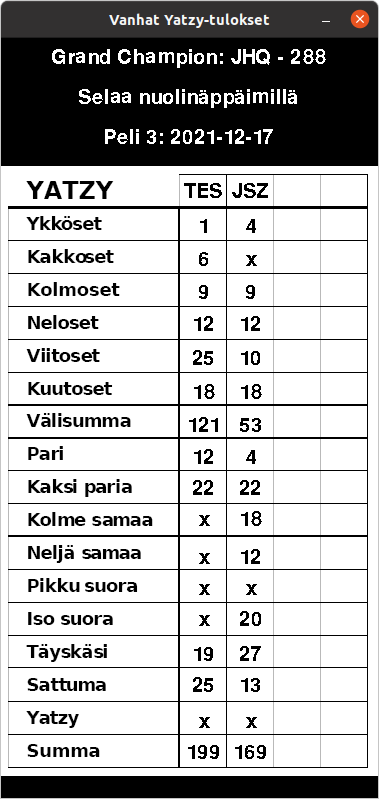 Vanhat Yatzy-tulokset
Grand Champion: JHQ - 288
Selaa nuolinäppäimillä
Peli 3: 2021-12-17
YATZY TES JSZ
Ykköset 1 4
Kakkoset 6 x
Kolmoset 9 9
Neloset 12 12
Viitoset 25 10
Kuutoset 18 18
Välisumma 121 53
Pari 12 4
Kaksi paria 22 22
Kolme samaa x 18
Neljä samaa x 12
Pikku suora x x
Iso suora x 20
Täyskäsi 19 27
Sattuma 25 13
Yatzy x x
Summa 199 169